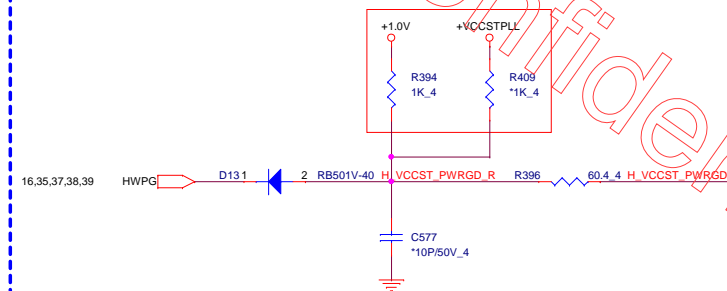 +1.0V +VCCSTPLL
R394 R409
1K_4 *1K_4
16,35,37,38,39 HWPG D13 1 2 RB501V-40 H_VCCST_PWRGD_R R396 60.4_4 H_VCCST_PWRGD
C577
*10P/50V_4
nfide